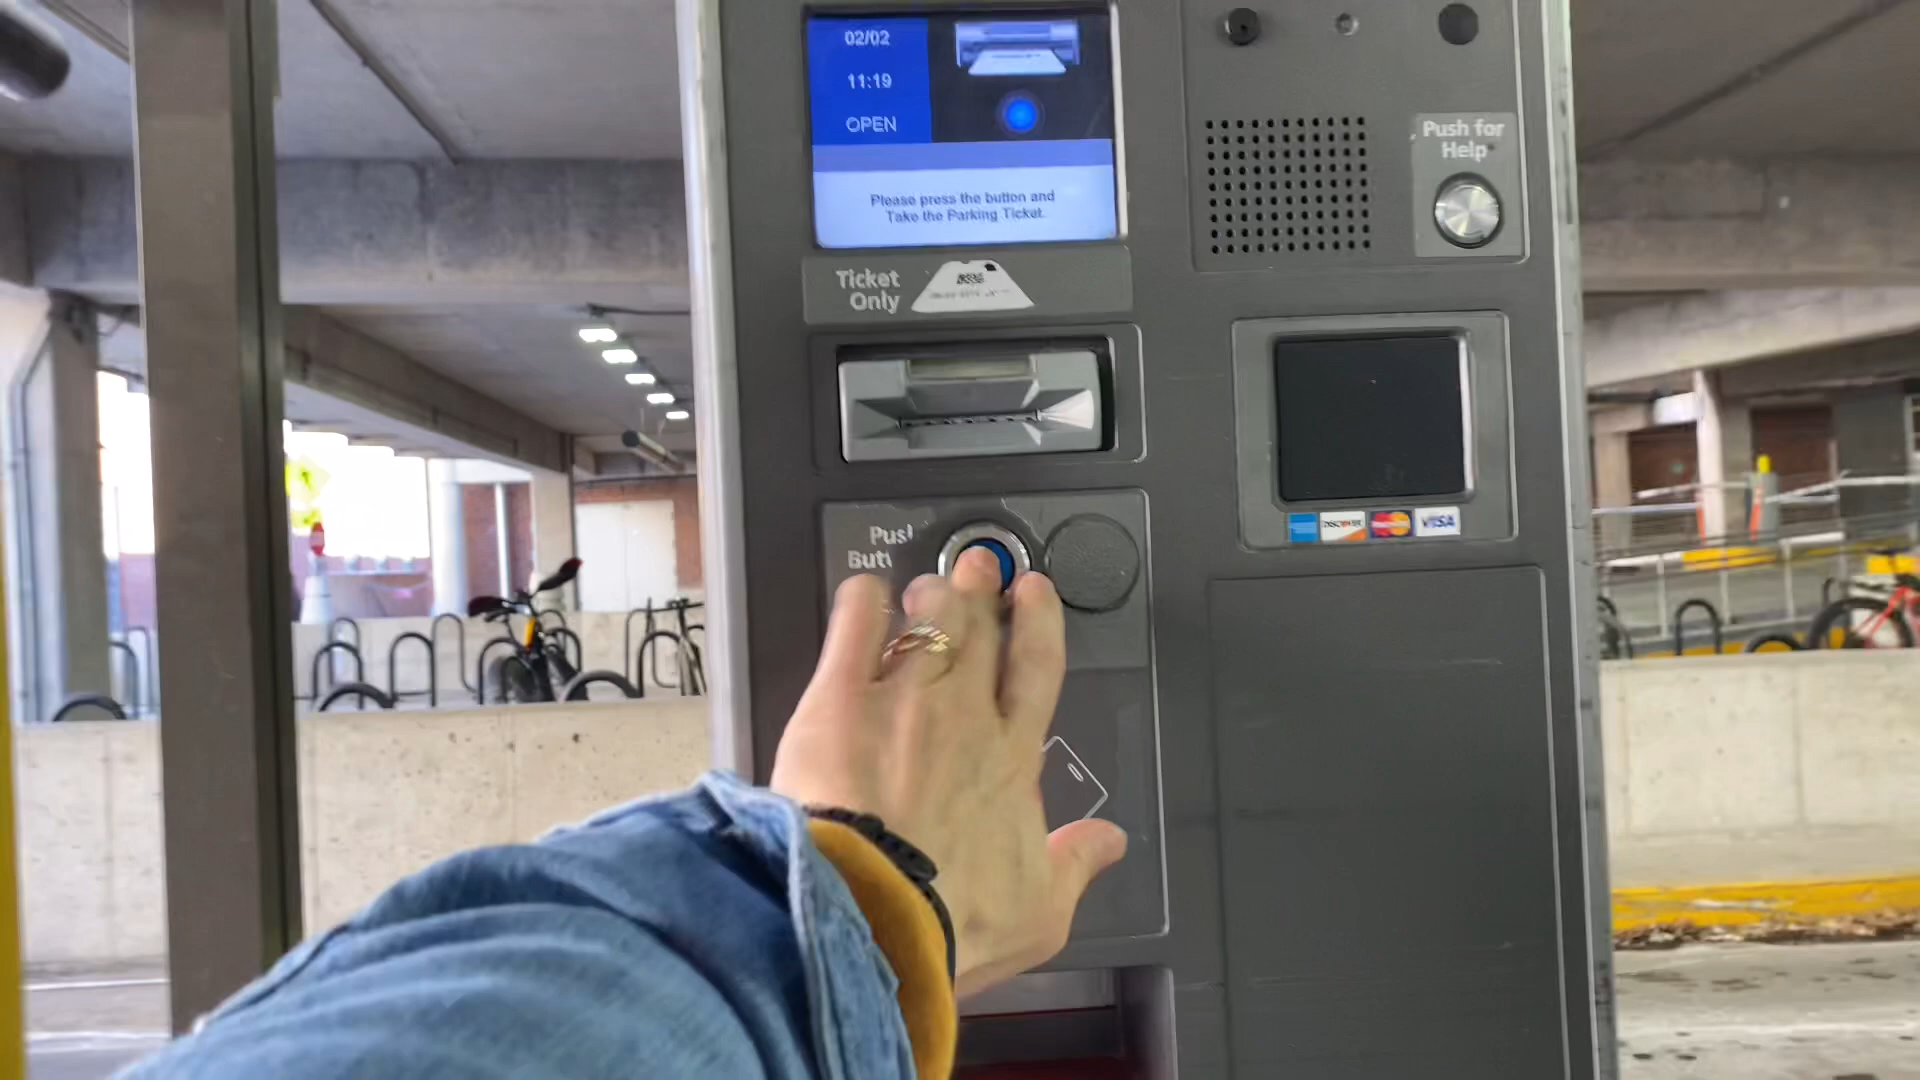 02/02
11:19
OPEN
Please press the button and
Take the Parking Ticket.
Ticket
Only
Push for
Help
DISCOVER
MasterCard
VISA